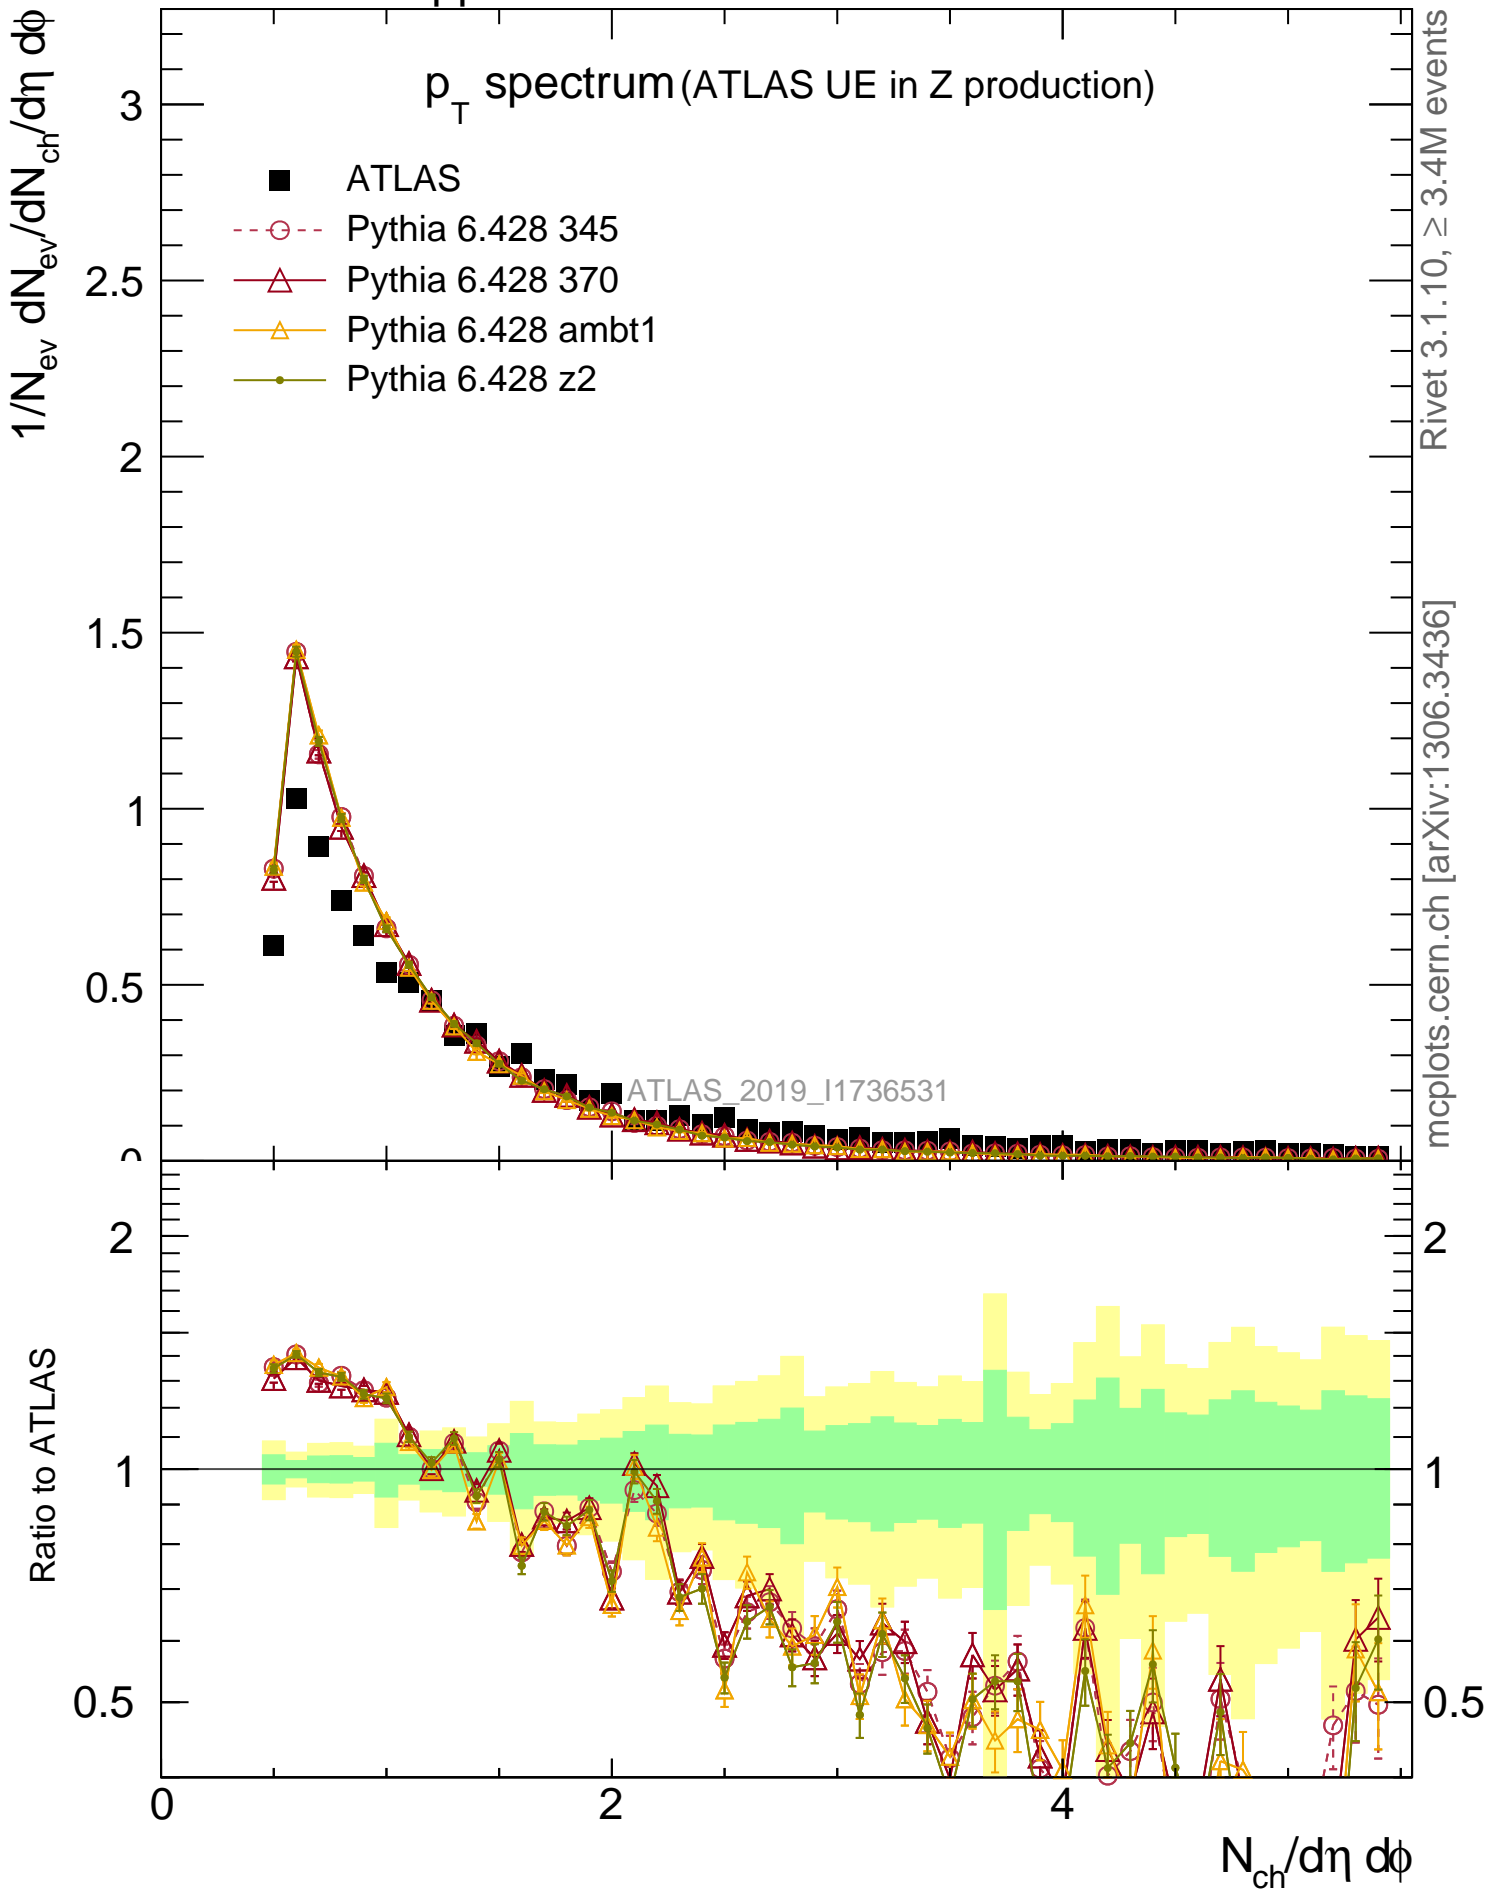 p_T spectrum (ATLAS UE in Z production)
1/N_ev dN_ev/dN_ch/dη dϕ
ATLAS
Pythia 6.428 345
Pythia 6.428 370
Pythia 6.428 ambt1
Pythia 6.428 z2
3
2.5
2
1.5
1
0.5
0
ATLAS_2019_I1736531
Rivet 3.1.10, ≥ 3.4M events
mcplots.cern.ch [arXiv:1306.3436]
Ratio to ATLAS
2
1
0.5
2
1
0.5
0 2 4
N_ch/dη dϕ